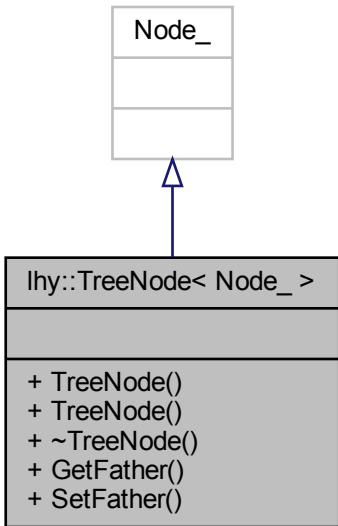 Node_
lhy::TreeNode< Node_ >
+ TreeNode()
+ TreeNode()
+ ~TreeNode()
+ GetFather()
+ SetFather()